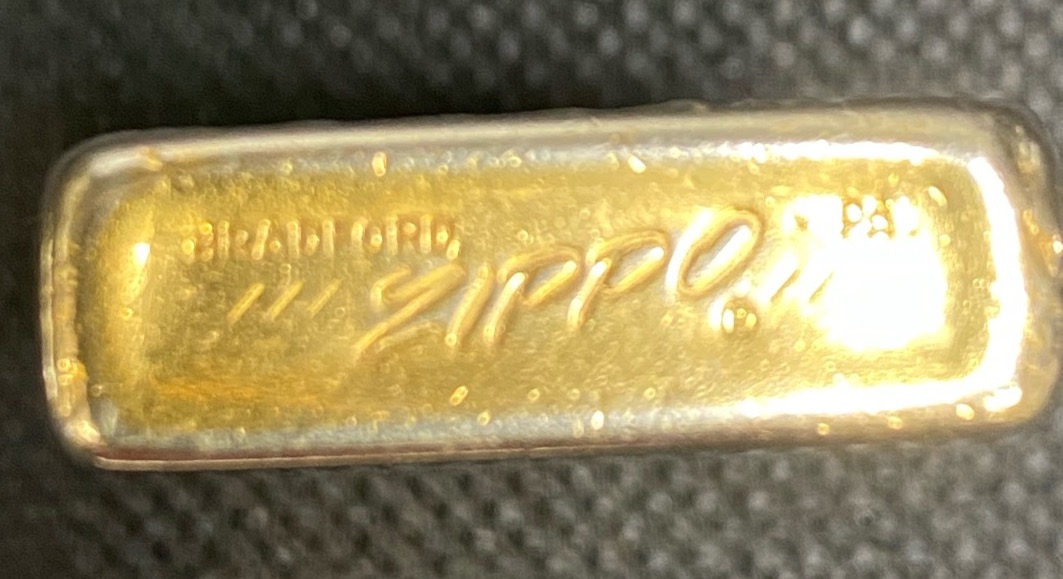 BRADFORD, PA.
/// Zippo //
®